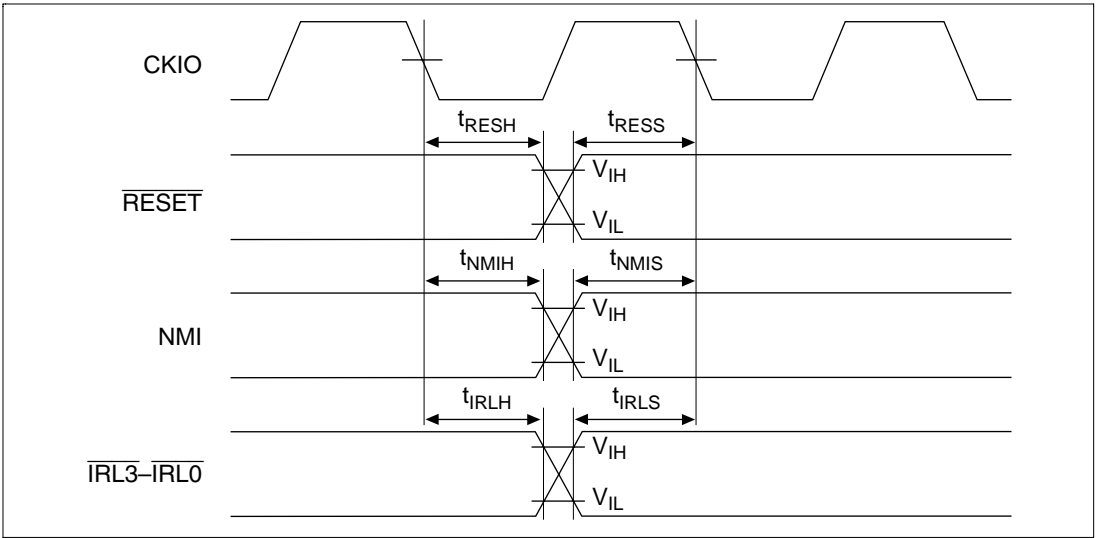 CKIO
tRESH tRESS
VIH
RESET
VIL
tNMIH tNMIS
VIH
NMI
VIL
tIRLH tIRLS
VIH
IRL3–IRL0
VIL